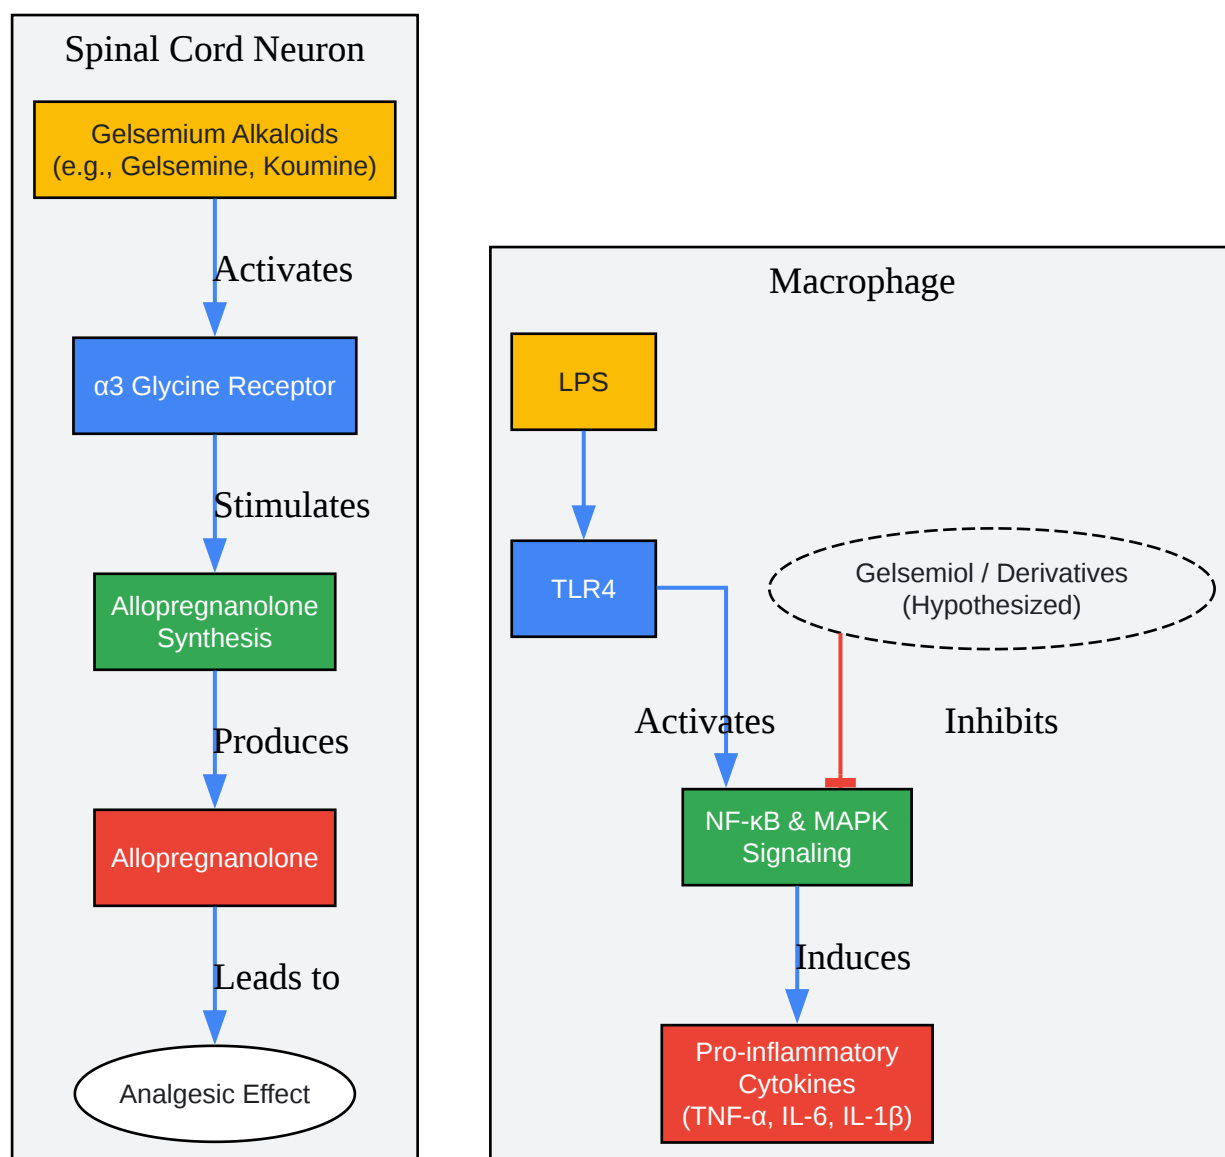 Spinal Cord Neuron
Gelsemium Alkaloids
(e.g., Gelsemine, Koumine)
Activates
α3 Glycine Receptor
Stimulates
Allopregnanolone
Synthesis
Produces
Allopregnanolone
Leads to
Analgesic Effect
Macrophage
LPS
TLR4
Gelsemiol / Derivatives
(Hypothesized)
Activates
Inhibits
NF-κB & MAPK
Signaling
Induces
Pro-inflammatory
Cytokines
(TNF-α, IL-6, IL-1β)